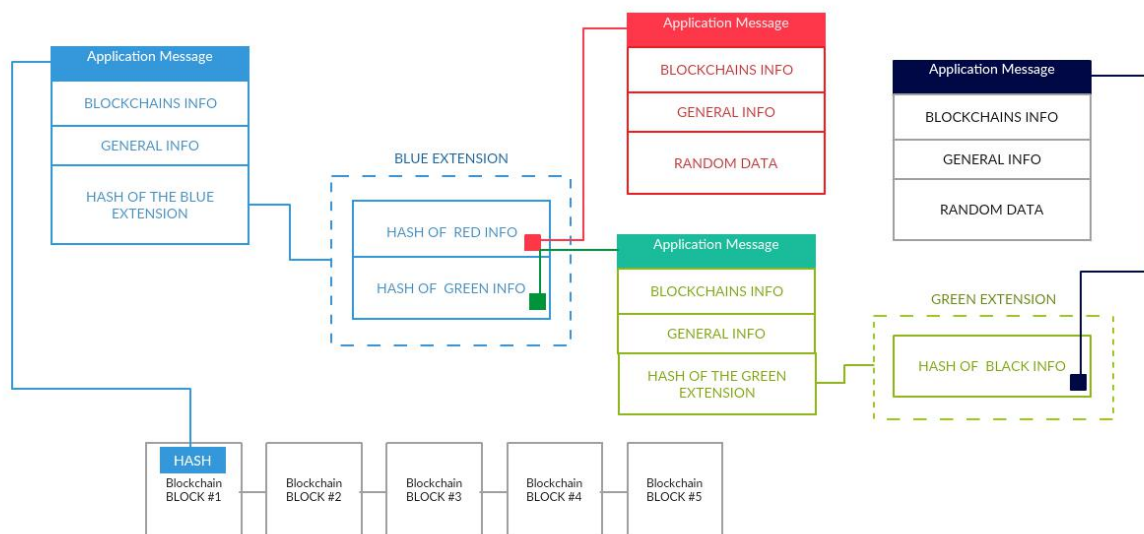 Application Message
BLOCKCHAINS INFO
GENERAL INFO
HASH OF THE BLUE
EXTENSION
BLUE EXTENSION
HASH OF  RED INFO
HASH OF  GREEN INFO
Application Message
BLOCKCHAINS INFO
GENERAL INFO
RANDOM DATA
Application Message
BLOCKCHAINS INFO
GENERAL INFO
HASH OF THE GREEN
EXTENSION
Application Message
BLOCKCHAINS INFO
GENERAL INFO
RANDOM DATA
GREEN EXTENSION
HASH OF  BLACK INFO
HASH
Blockchain
BLOCK #1
Blockchain
BLOCK #2
Blockchain
BLOCK #3
Blockchain
BLOCK #4
Blockchain
BLOCK #5